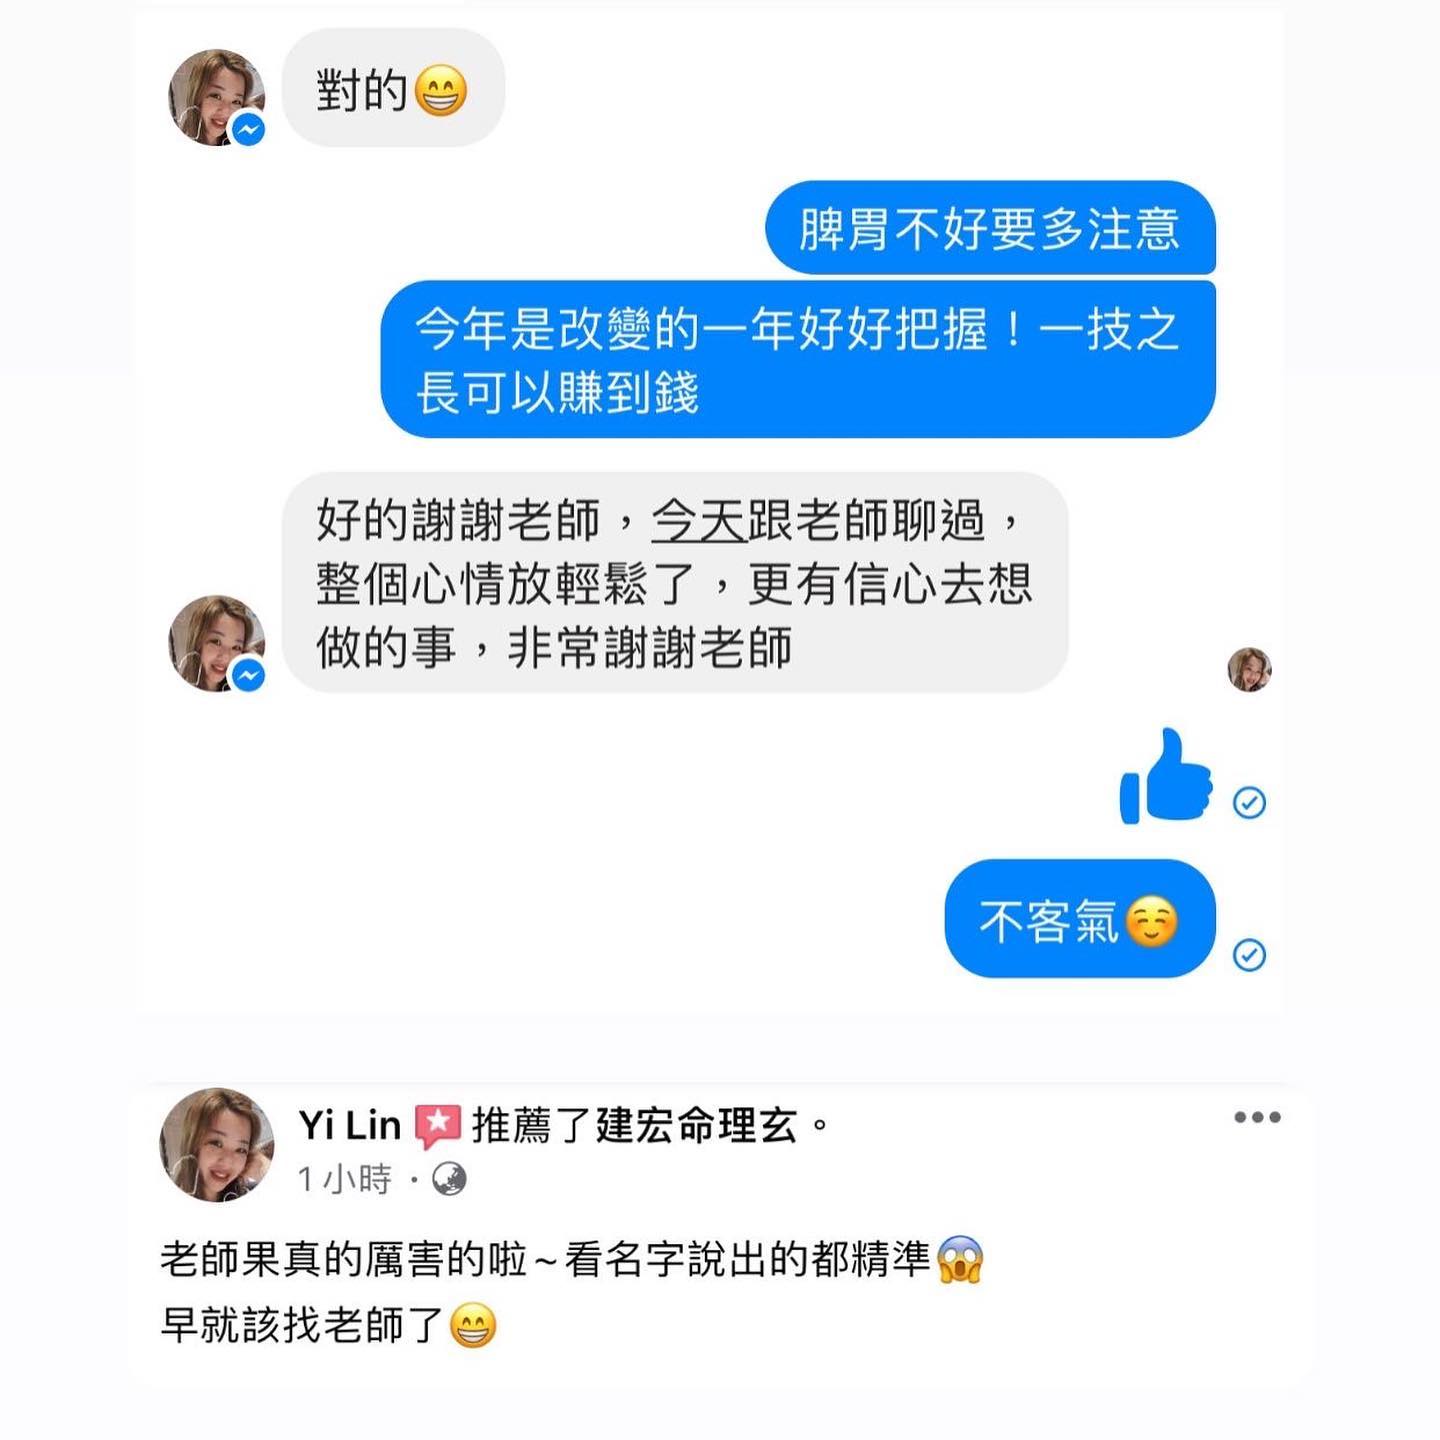 對的😁
脾胃不好要多注意
今年是改變的一年好好把握！一技之
長可以賺到錢
好的謝謝老師，今天跟老師聊過，
整個心情放輕鬆了，更有信心去想
做的事，非常謝謝老師
不客氣☺️
Yi Lin 推薦了建宏命理玄。
1 小時 ·
老師果真的厲害的啦～看名字說出的都精準😱
早就該找老師了😁